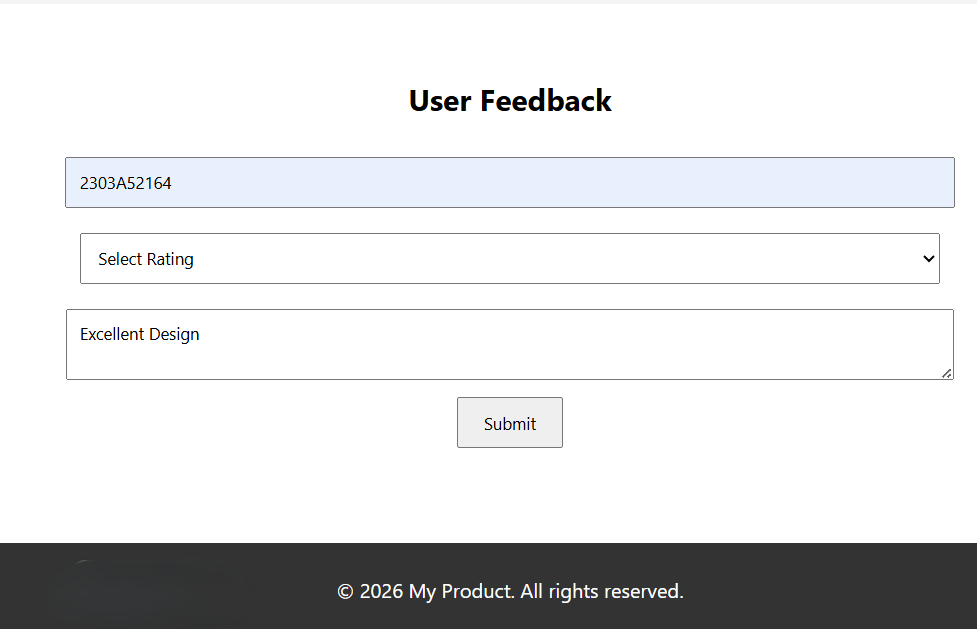 User Feedback
2303A52164
Select Rating
Excellent Design
Submit
© 2026 My Product. All rights reserved.